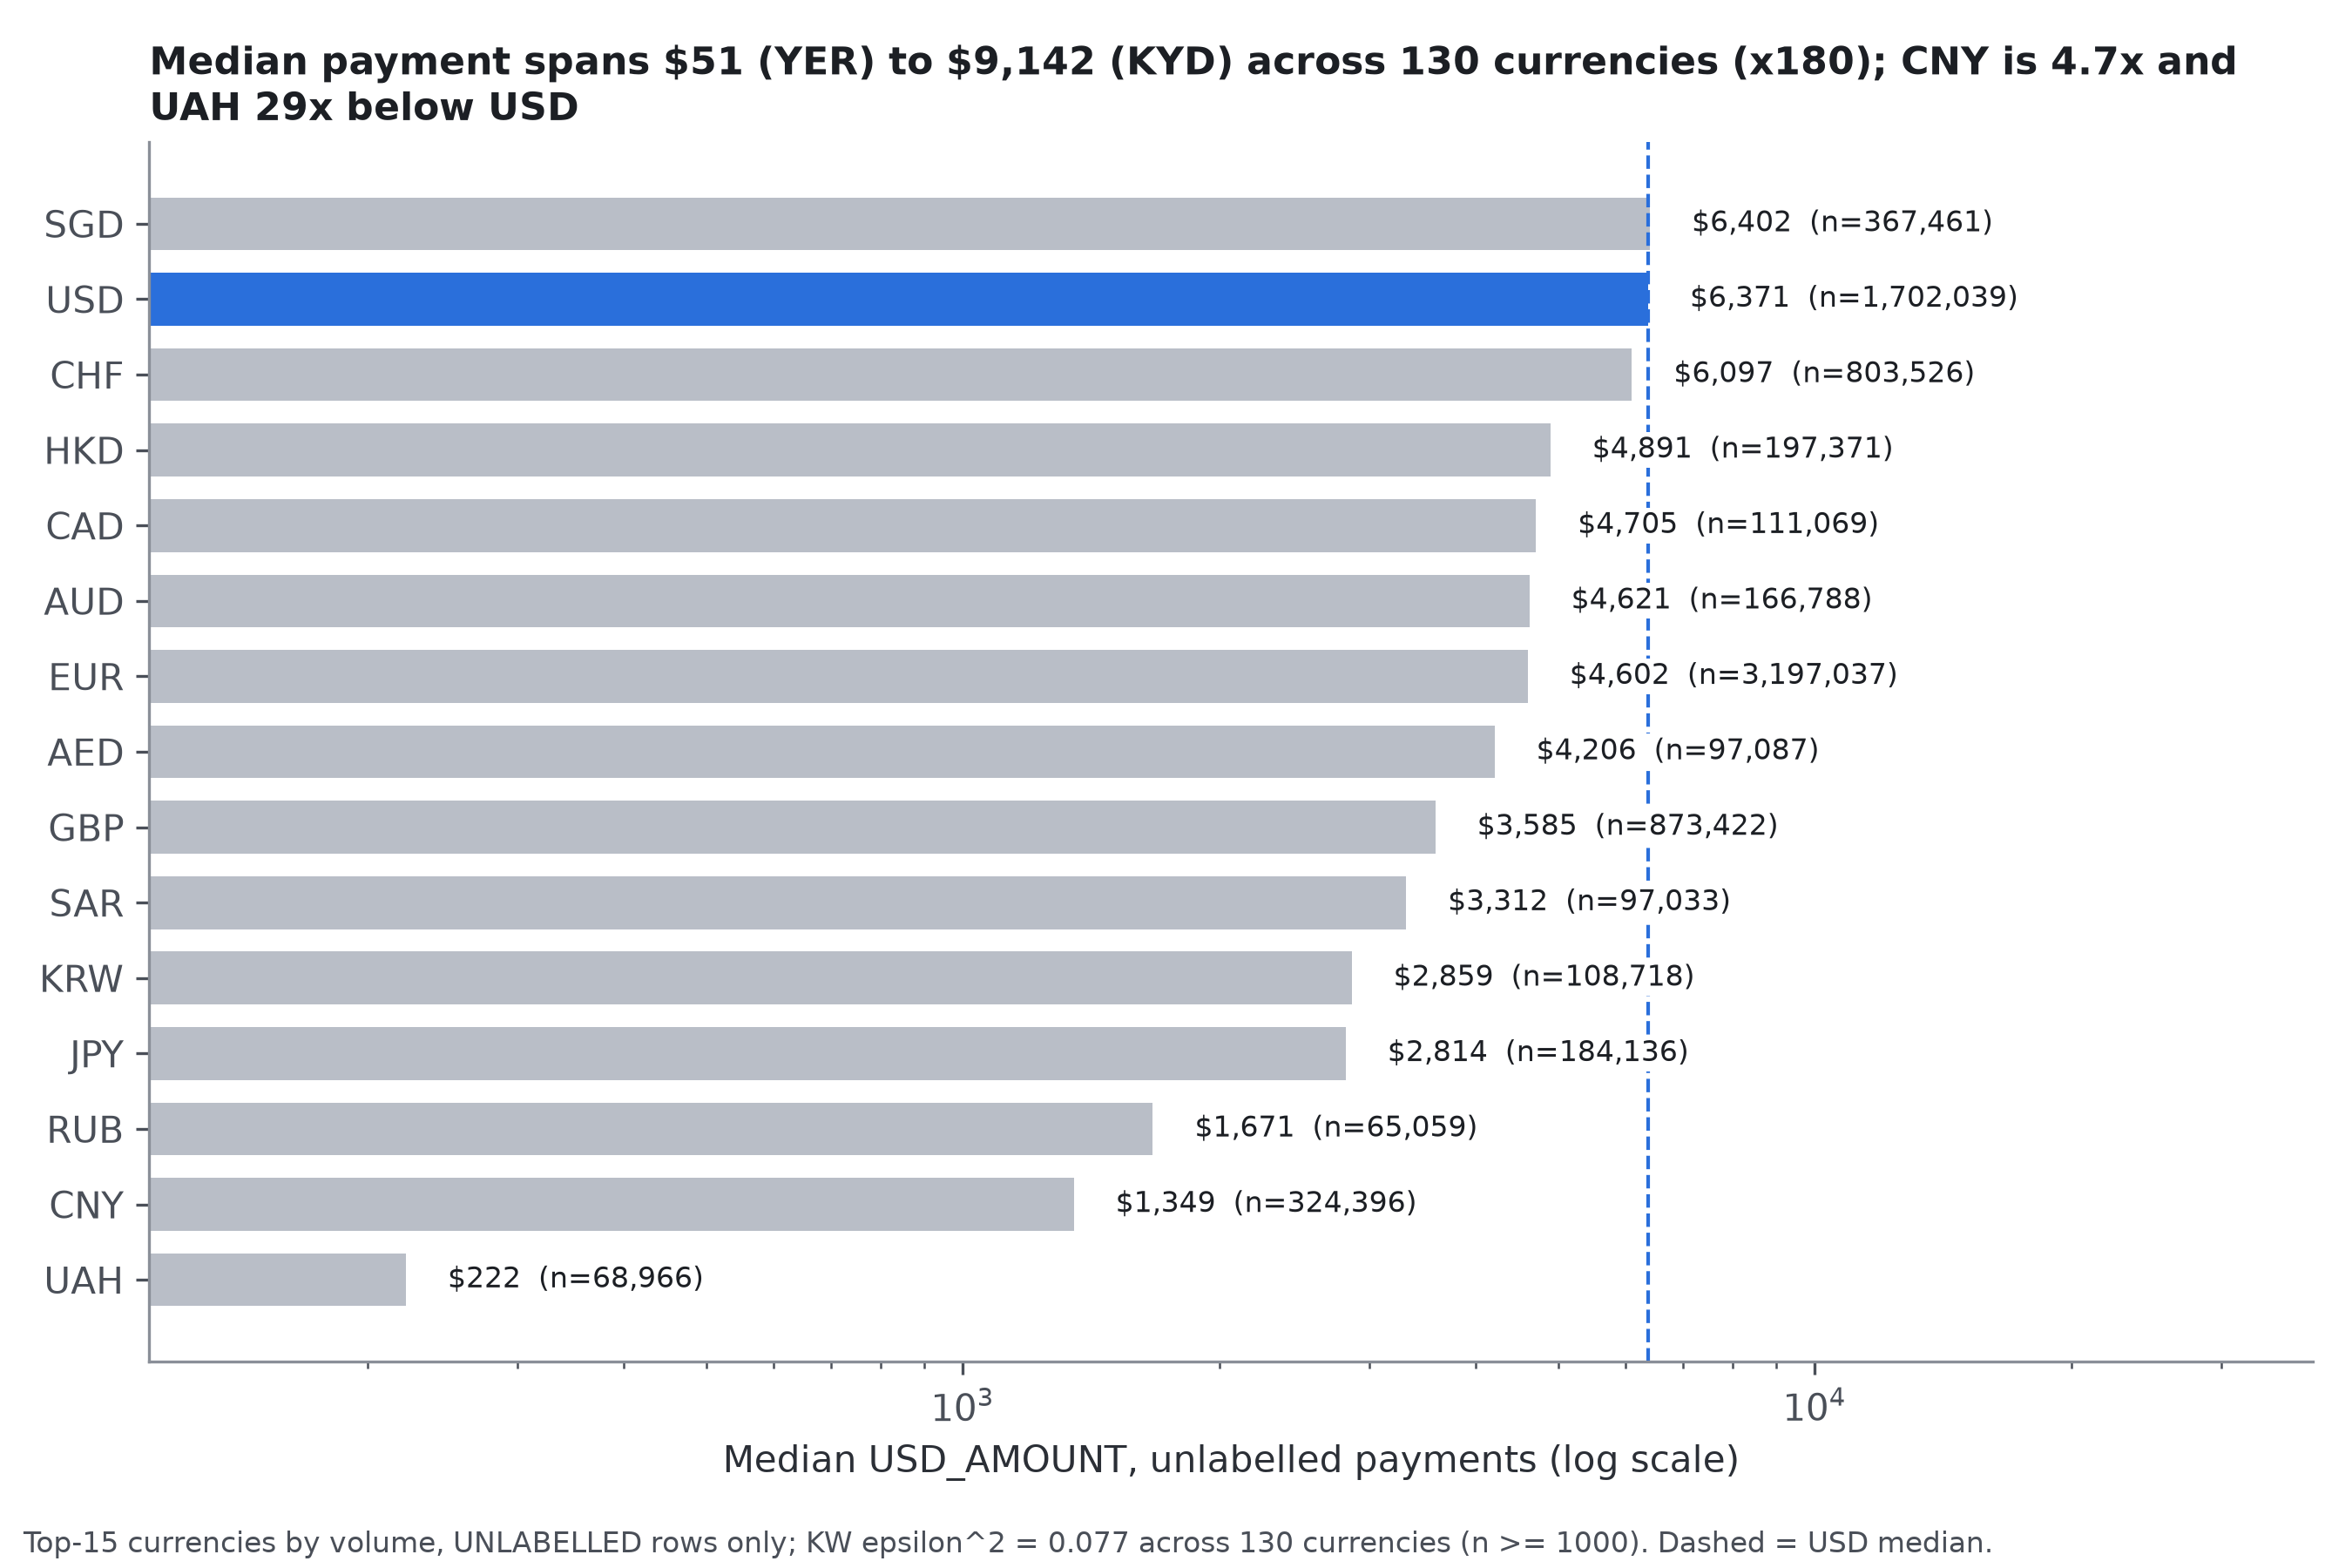 Median payment spans $51 (YER) to $9,142 (KYD) across 130 currencies (x180); CNY is 4.7x and
UAH 29x below USD
SGD $6,402 (n=367,461)
USD $6,371 (n=1,702,039)
CHF $6,097 (n=803,526)
HKD $4,891 (n=197,371)
CAD $4,705 (n=111,069)
AUD $4,621 (n=166,788)
EUR $4,602 (n=3,197,037)
AED $4,206 (n=97,087)
GBP $3,585 (n=873,422)
SAR $3,312 (n=97,033)
KRW $2,859 (n=108,718)
JPY $2,814 (n=184,136)
RUB $1,671 (n=65,059)
CNY $1,349 (n=324,396)
UAH $222 (n=68,966)
10³ 10⁴
Median USD_AMOUNT, unlabelled payments (log scale)
Top-15 currencies by volume, UNLABELLED rows only; KW epsilon^2 = 0.077 across 130 currencies (n >= 1000). Dashed = USD median.